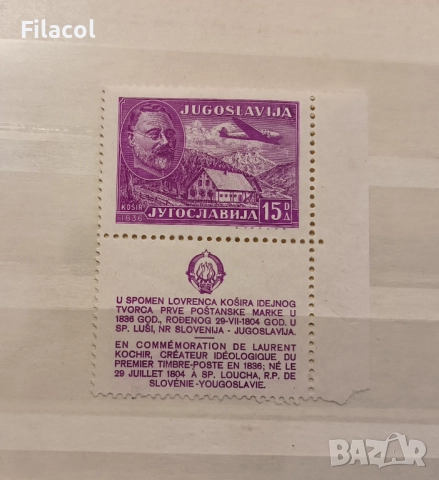 Filacol
JUGOSLAVIJA
KOŠIR
1836
ЈУГОСЛАВИЈА
15 D
ДА
U SPOMEN LOVRENCA KOŠIRA IDEJNOG
TVORCA PRVE POŠTANSKE MARKE U
1836 GOD., ROĐENOG 29-VII-1804 GOD. U
SP. LUŠI, NR SLOVENIJA - JUGOSLAVIJA.
EN COMMÉMORATION DE LAURENT
KOCHIR, CRÉATEUR IDÉOLOGIQUE DU
PREMIER TIMBRE-POSTE EN 1836; NÉ LE
29 JUILLET 1804 À SP. LOUCHA, R.P. DE
SLOVÉNIE-YOUGOSLAVIE.
BAZAR